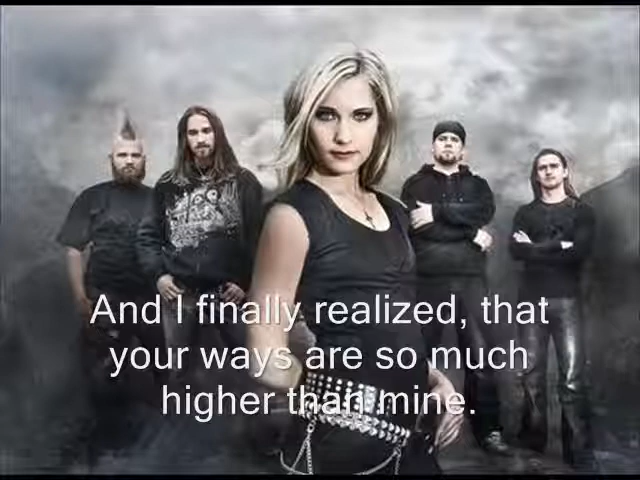 And I finally realized, that
your ways are so much
higher than mine.